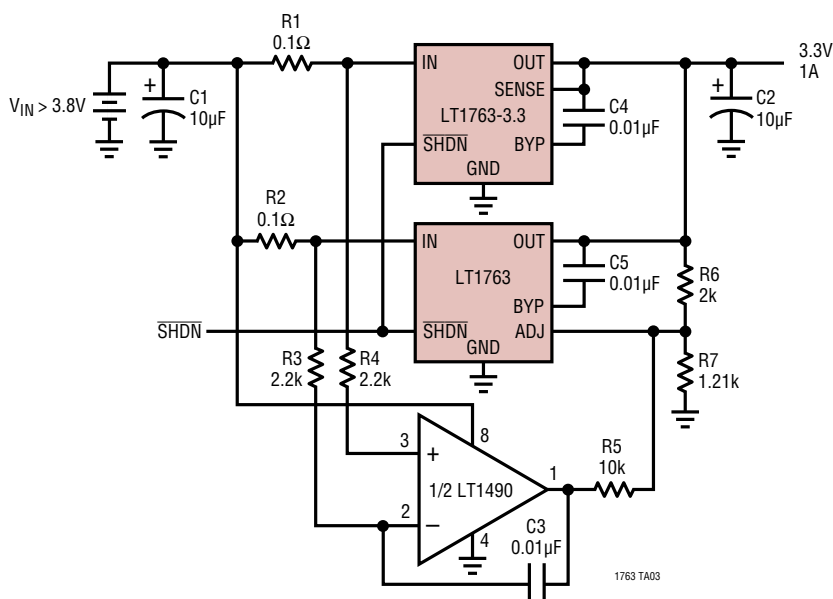 R1
0.1Ω
IN
OUT
3.3V
1A
SENSE
VIN > 3.8V
+
C1
10µF
LT1763-3.3
C4
0.01µF
+
C2
10µF
SHDN
BYP
GND
R2
0.1Ω
IN
OUT
LT1763
C5
0.01µF
R6
2k
BYP
SHDN
SHDN
ADJ
GND
R3
2.2k
R4
2.2k
R7
1.21k
3
+
8
1/2 LT1490
1
R5
10k
2
–
4
C3
0.01µF
1763 TA03